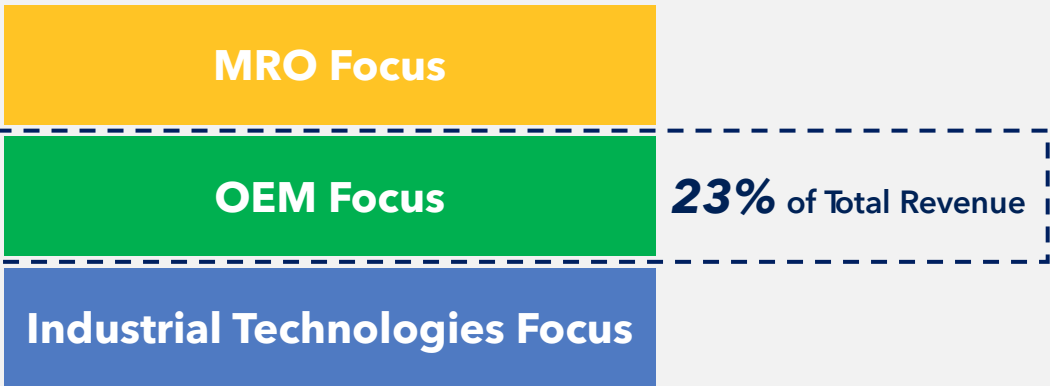 MRO Focus
OEM Focus
23% of Total Revenue
Industrial Technologies Focus